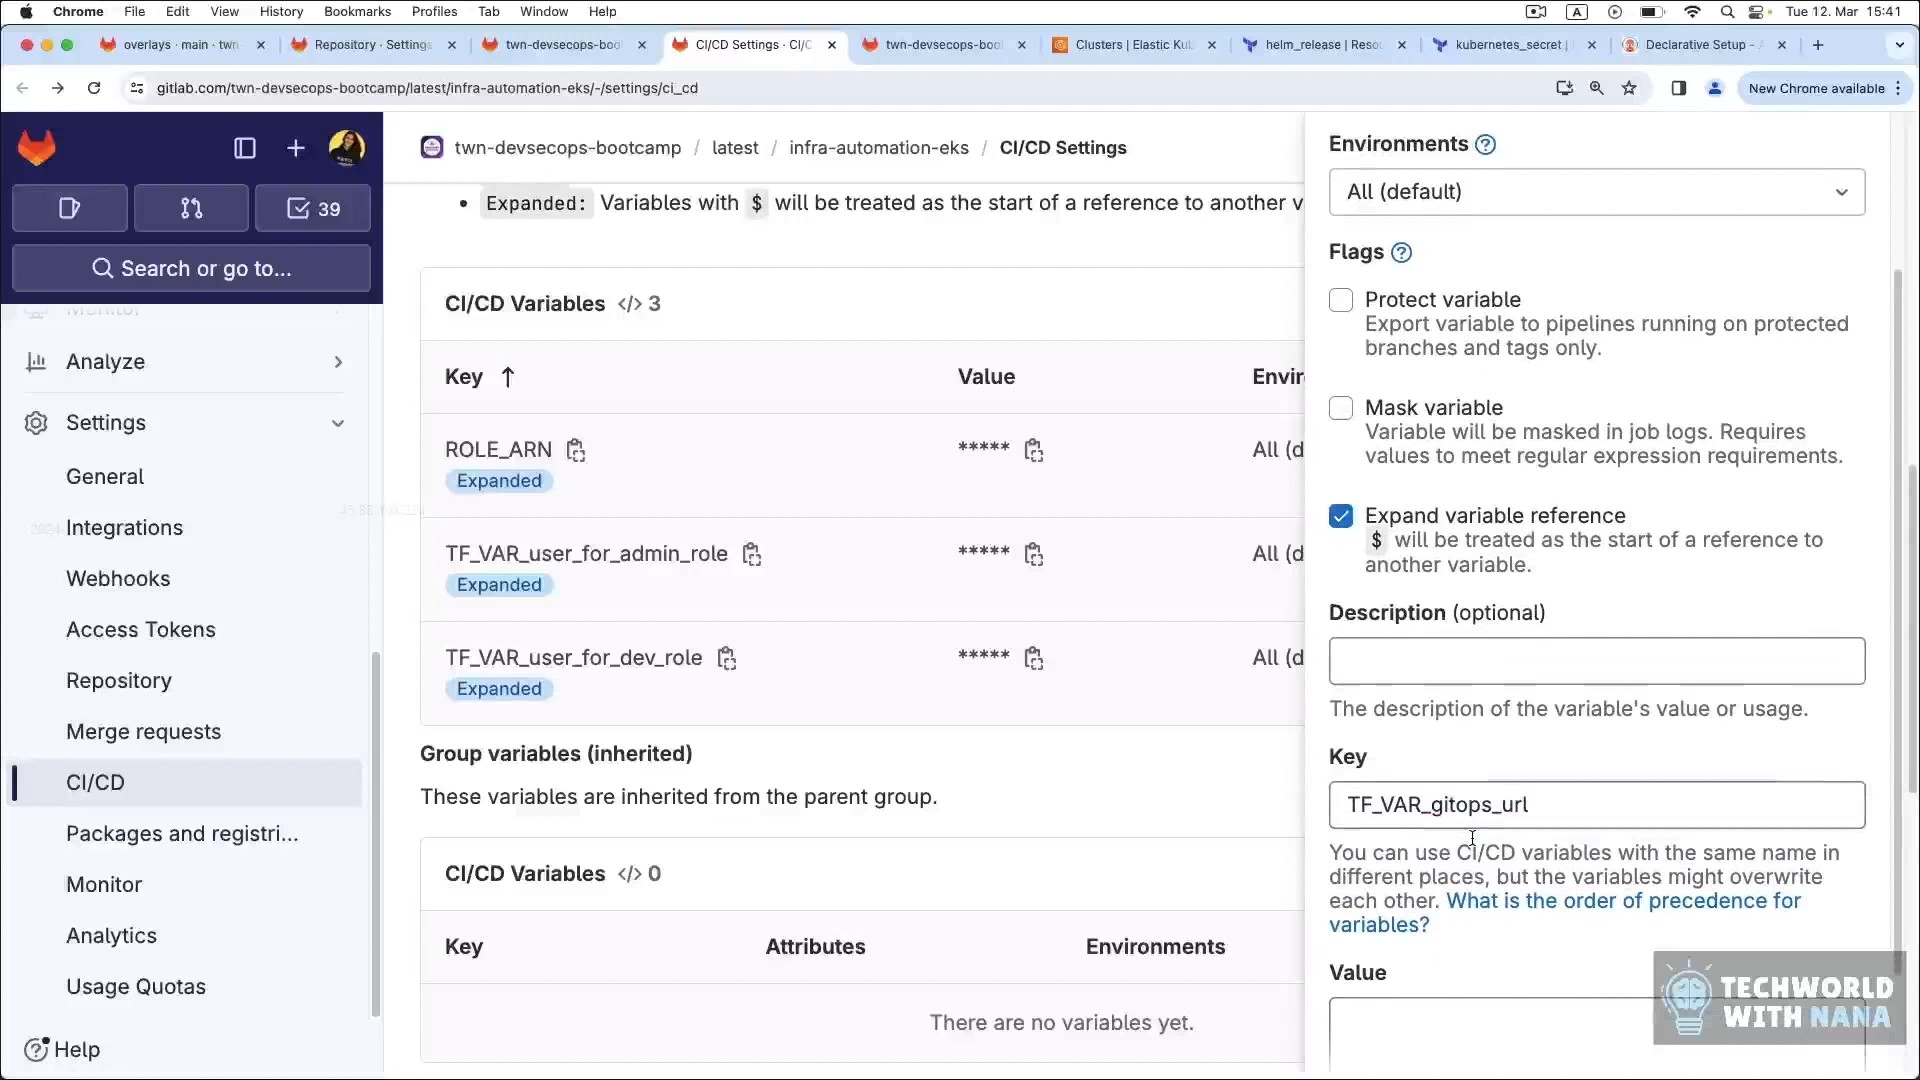 Chrome File Edit View History Bookmarks Profiles Tab Window Help A Tue 12. Mar 15:41
overlays · main · twn Repository · Settings twn-devsecops-boo CI/CD Settings · CI/C twn-devsecops-boo Clusters | Elastic Kub helm_release | Reso kubernetes_secret | Declarative Setup -
gitlab.com/twn-devsecops-bootcamp/latest/infra-automation-eks/-/settings/ci_cd New Chrome available
39
Search or go to...
Monitor
Analyze
Settings
General
Integrations
Webhooks
Access Tokens
Repository
Merge requests
CI/CD
Packages and registri...
Monitor
Analytics
Usage Quotas
Help
twn-devsecops-bootcamp / latest / infra-automation-eks / CI/CD Settings
• Expanded: Variables with $ will be treated as the start of a reference to another v
CI/CD Variables </> 3
Key ↑ Value Envir
ROLE_ARN ***** All (d
Expanded
TF_VAR_user_for_admin_role ***** All (d
Expanded
TF_VAR_user_for_dev_role ***** All (d
Expanded
Group variables (inherited)
These variables are inherited from the parent group.
CI/CD Variables </> 0
Key Attributes Environments
There are no variables yet.
Environments
All (default)
Flags
Protect variable
Export variable to pipelines running on protected
branches and tags only.
Mask variable
Variable will be masked in job logs. Requires
values to meet regular expression requirements.
Expand variable reference
$ will be treated as the start of a reference to
another variable.
Description (optional)
The description of the variable's value or usage.
Key
TF_VAR_gitops_url
You can use CI/CD variables with the same name in
different places, but the variables might overwrite
each other. What is the order of precedence for
variables?
Value
TECHWORLD
WITH NANA